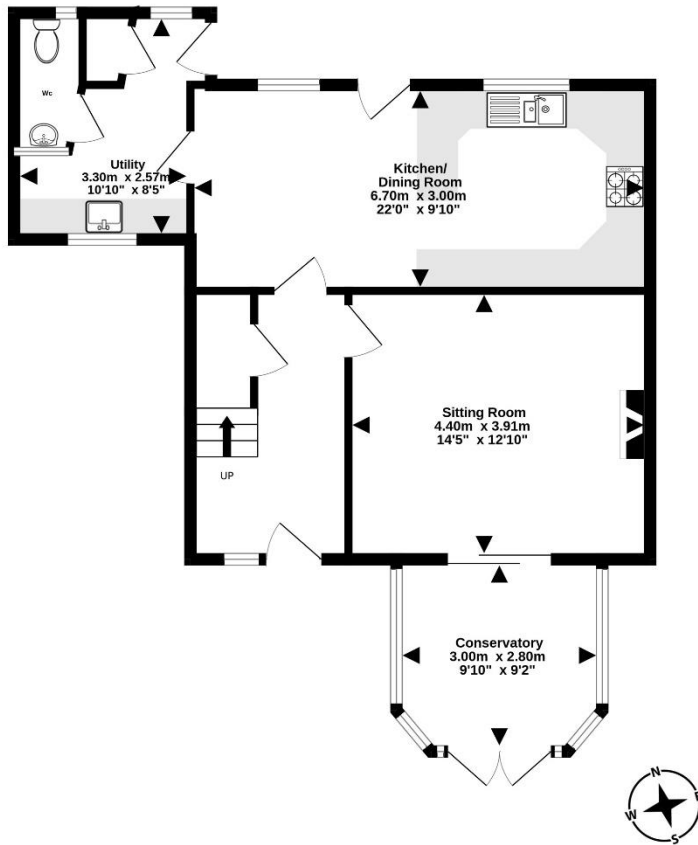 Wc
Utility
3.30m x 2.57m
10'10" x 8'5"
Kitchen/
Dining Room
6.70m x 3.00m
22'0" x 9'10"
Sitting Room
4.40m x 3.91m
14'5" x 12'10"
UP
Conservatory
3.00m x 2.80m
9'10" x 9'2"
N
E
W
S